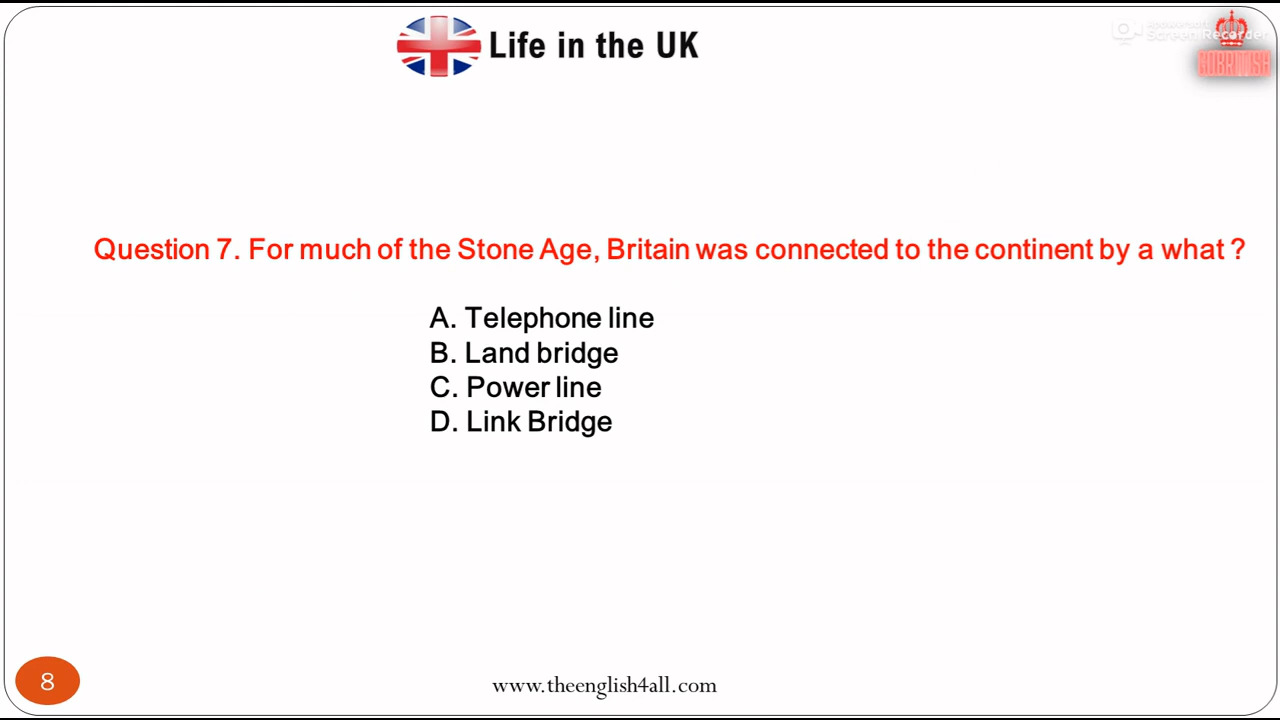 Life in the UK
Question 7. For much of the Stone Age, Britain was connected to the continent by a what ?
A. Telephone line
B. Land bridge
C. Power line
D. Link Bridge
8
www.theenglish4all.com